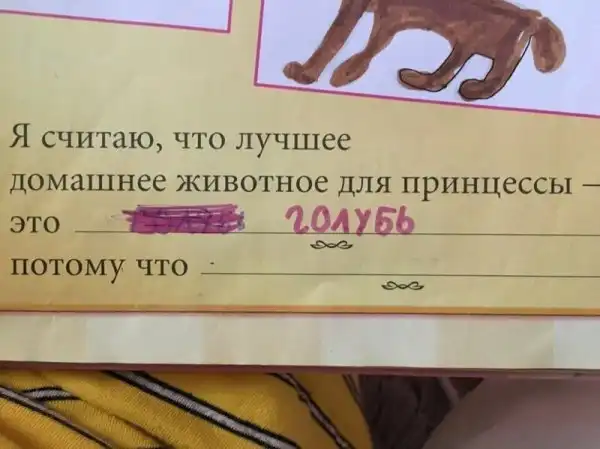 Я считаю, что лучшее
домашнее животное для принцессы —
это голубь
потому что